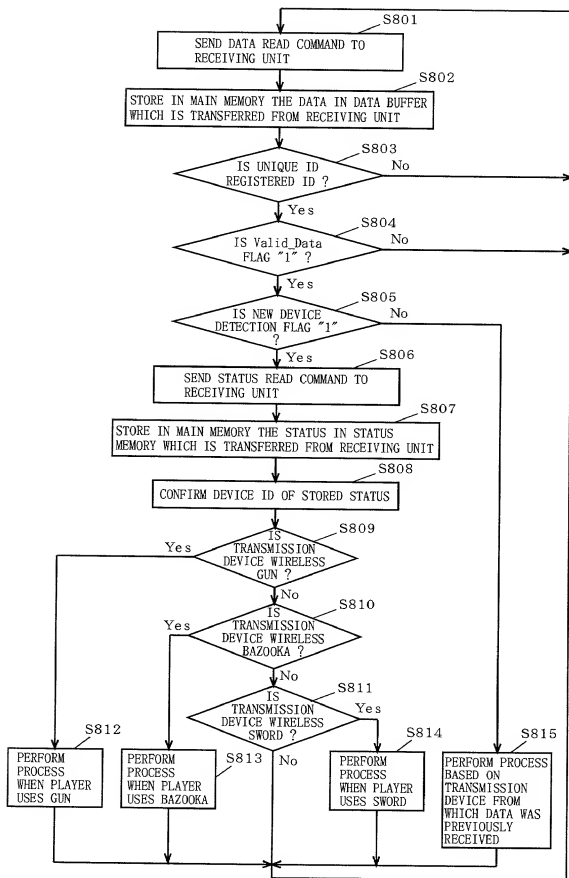 S801
SEND DATA READ COMMAND TO
RECEIVING UNIT
S802
STORE IN MAIN MEMORY THE DATA IN DATA BUFFER
WHICH IS TRANSFERRED FROM RECEIVING UNIT
S803
IS UNIQUE ID
REGISTERED ID ?
No
Yes
S804
IS Valid_Data
FLAG "1" ?
No
Yes
S805
IS NEW DEVICE
DETECTION FLAG "1"
?
No
Yes
S806
SEND STATUS READ COMMAND TO
RECEIVING UNIT
S807
STORE IN MAIN MEMORY THE STATUS IN STATUS
MEMORY WHICH IS TRANSFERRED FROM RECEIVING UNIT
S808
CONFIRM DEVICE ID OF STORED STATUS
S809
IS
TRANSMISSION
DEVICE WIRELESS
GUN ?
Yes
No
S810
IS
TRANSMISSION
DEVICE WIRELESS
BAZOOKA ?
Yes
No
S811
IS
TRANSMISSION
DEVICE WIRELESS
SWORD ?
Yes
No
S812
PERFORM
PROCESS
WHEN PLAYER
USES GUN
S813
PERFORM
PROCESS
WHEN PLAYER
USES BAZOOKA
S814
PERFORM
PROCESS
WHEN PLAYER
USES SWORD
S815
PERFORM PROCESS
BASED ON
TRANSMISSION
DEVICE FROM
WHICH DATA WAS
PREVIOUSLY
RECEIVED